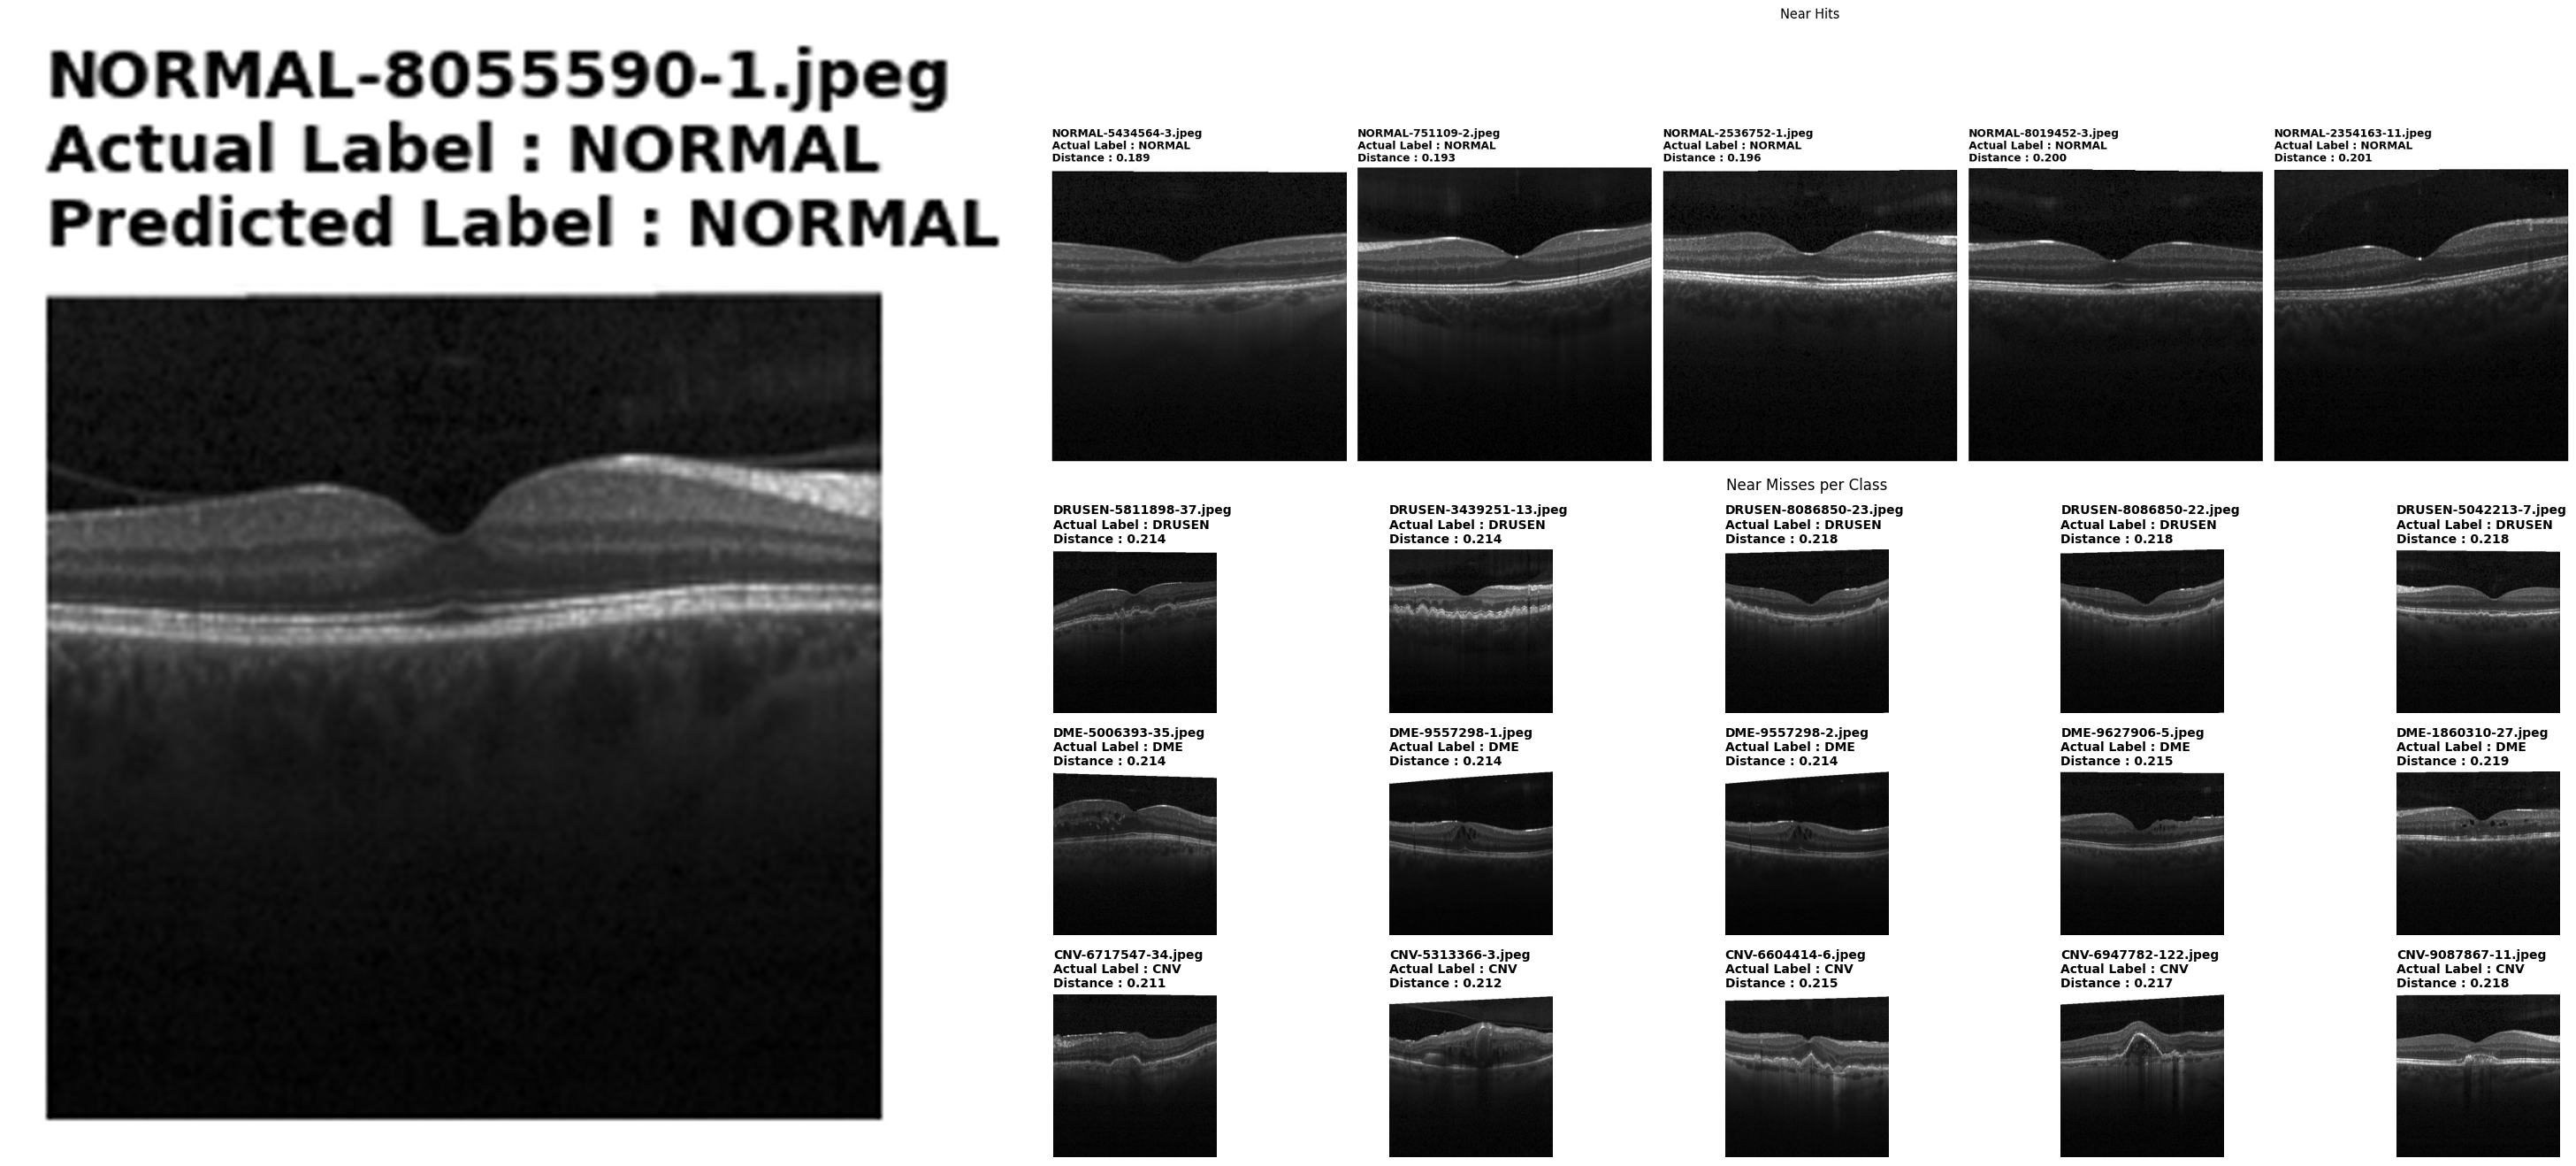 NORMAL-8055590-1.jpeg
Actual Label : NORMAL
Predicted Label : NORMAL
Near Hits
NORMAL-5434564-3.jpeg
Actual Label : NORMAL
Distance : 0.189
NORMAL-751109-2.jpeg
Actual Label : NORMAL
Distance : 0.193
NORMAL-2536752-1.jpeg
Actual Label : NORMAL
Distance : 0.196
NORMAL-8019452-3.jpeg
Actual Label : NORMAL
Distance : 0.200
NORMAL-2354163-11.jpeg
Actual Label : NORMAL
Distance : 0.201
Near Misses per Class
DRUSEN-5811898-37.jpeg
Actual Label : DRUSEN
Distance : 0.214
DRUSEN-3439251-13.jpeg
Actual Label : DRUSEN
Distance : 0.214
DRUSEN-8086850-23.jpeg
Actual Label : DRUSEN
Distance : 0.218
DRUSEN-8086850-22.jpeg
Actual Label : DRUSEN
Distance : 0.218
DRUSEN-5042213-7.jpeg
Actual Label : DRUSEN
Distance : 0.218
DME-5006393-35.jpeg
Actual Label : DME
Distance : 0.214
DME-9557298-1.jpeg
Actual Label : DME
Distance : 0.214
DME-9557298-2.jpeg
Actual Label : DME
Distance : 0.214
DME-9627906-5.jpeg
Actual Label : DME
Distance : 0.215
DME-1860310-27.jpeg
Actual Label : DME
Distance : 0.219
CNV-6717547-34.jpeg
Actual Label : CNV
Distance : 0.211
CNV-5313366-3.jpeg
Actual Label : CNV
Distance : 0.212
CNV-6604414-6.jpeg
Actual Label : CNV
Distance : 0.215
CNV-6947782-122.jpeg
Actual Label : CNV
Distance : 0.217
CNV-9087867-11.jpeg
Actual Label : CNV
Distance : 0.218